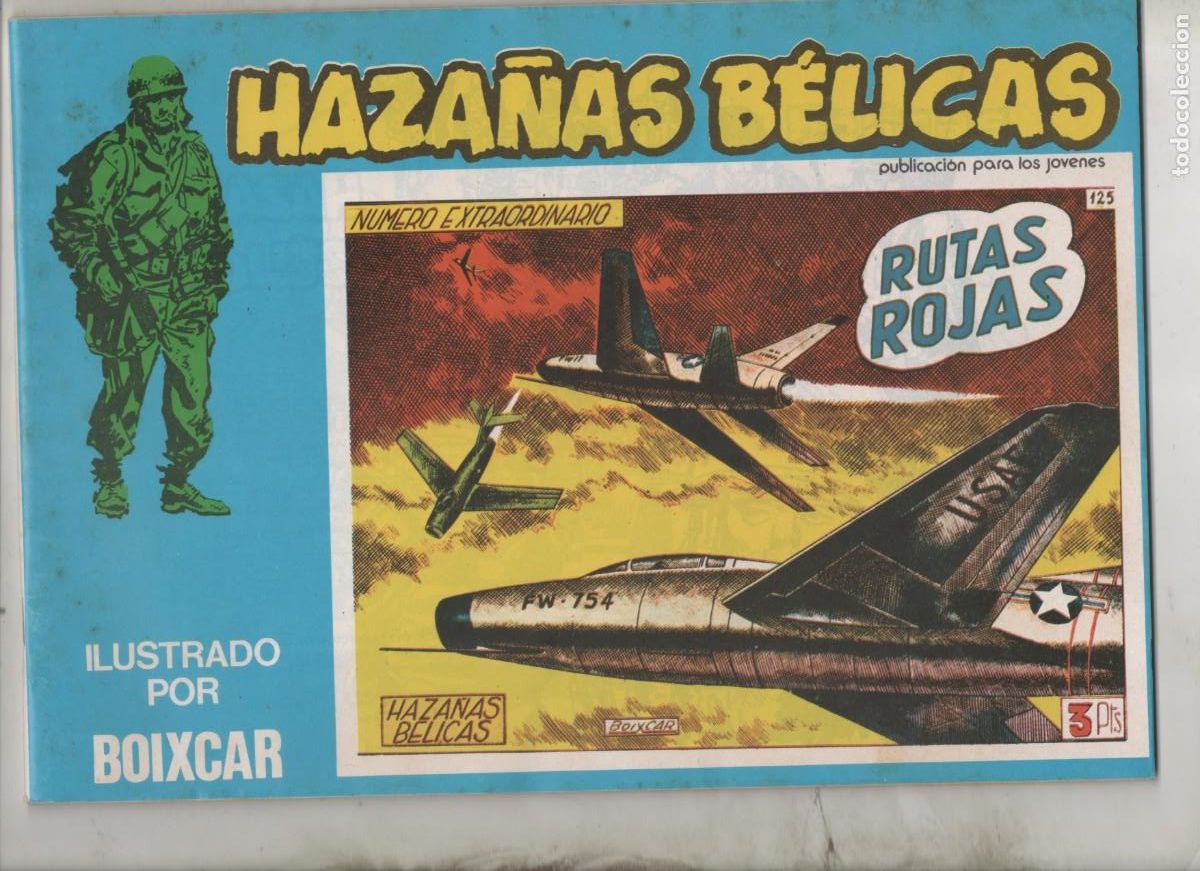 HAZAÑAS BÉLICAS
publicación para los jovenes
NUMERO EXTRAORDINARIO
125
RUTAS
ROJAS
USAF
FW-754
HAZAÑAS
BELICAS
BOIXCAR
3 Pts
ILUSTRADO
POR
BOIXCAR
todocoleccion